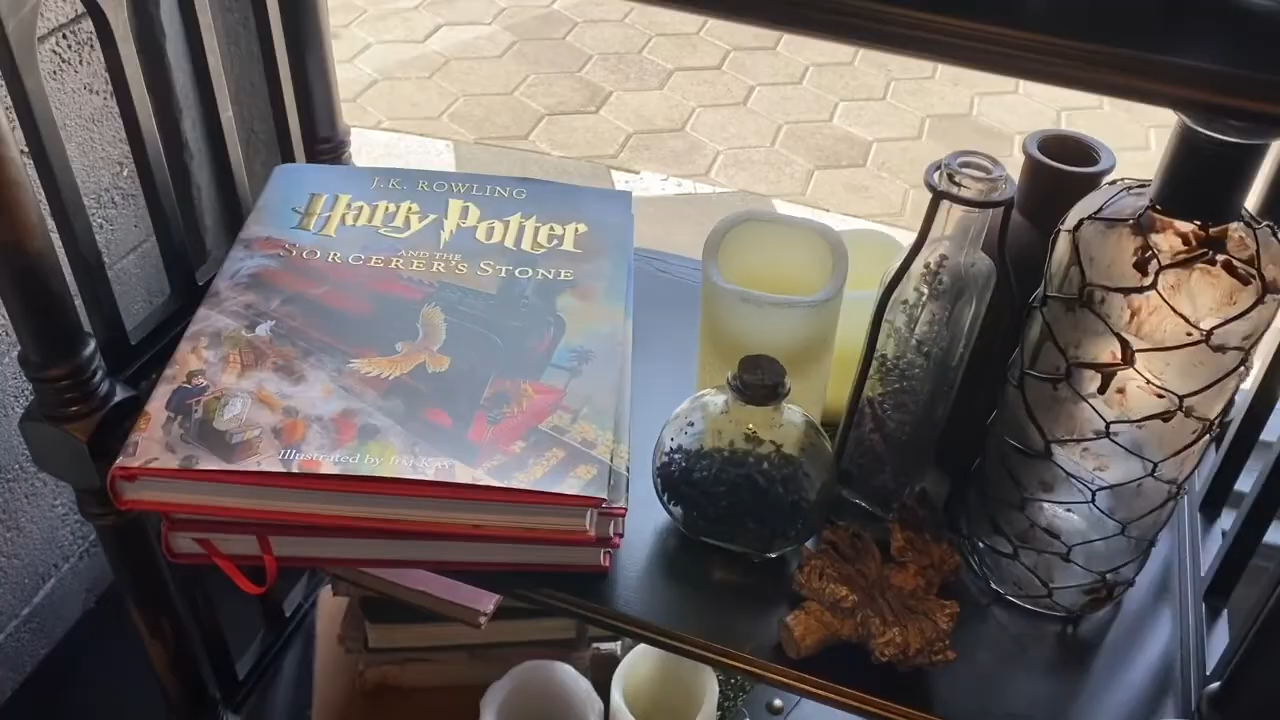 J.K. ROWLING
Harry Potter
AND THE
SORCERER'S STONE
Illustrated by JIM KAY